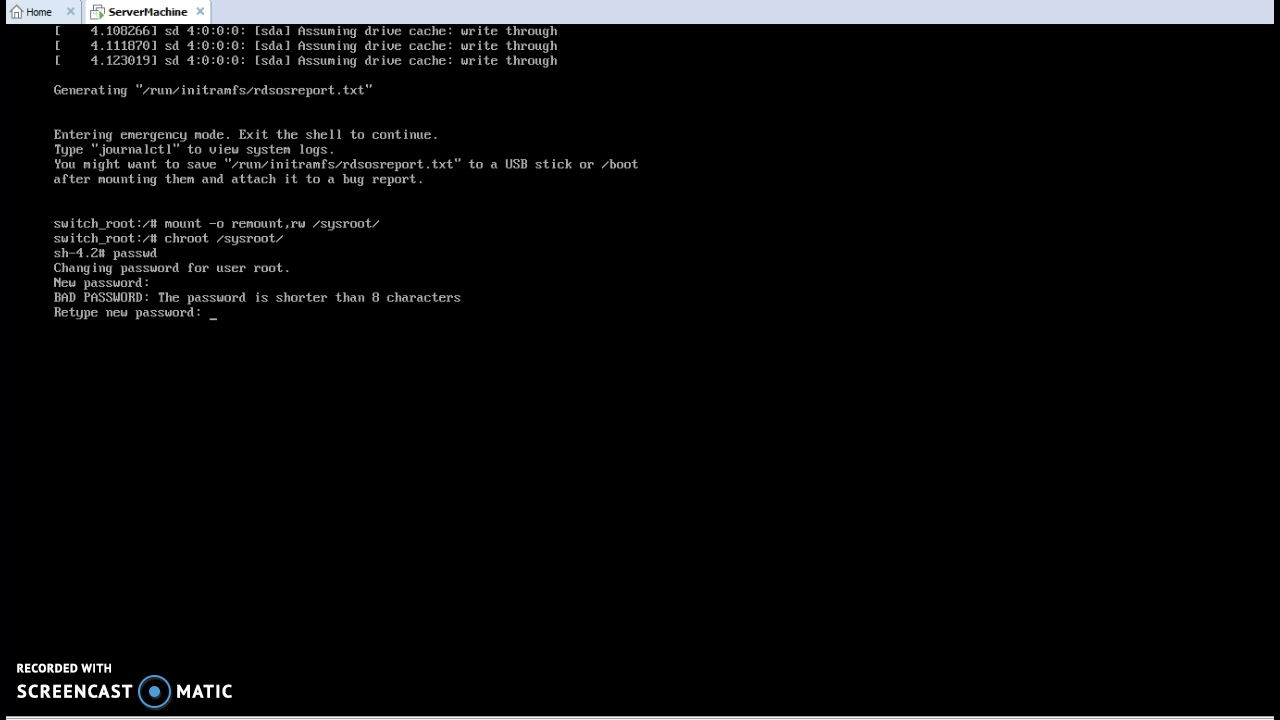 Home
ServerMachine
[    4.108266] sd 4:0:0:0: [sda] Assuming drive cache: write through
[    4.111870] sd 4:0:0:0: [sda] Assuming drive cache: write through
[    4.123019] sd 4:0:0:0: [sda] Assuming drive cache: write through
Generating "/run/initramfs/rdsosreport.txt"
Entering emergency mode. Exit the shell to continue.
Type "journalctl" to view system logs.
You might want to save "/run/initramfs/rdsosreport.txt" to a USB stick or /boot
after mounting them and attach it to a bug report.
switch_root:/# mount -o remount,rw /sysroot/
switch_root:/# chroot /sysroot/
sh-4.2# passwd
Changing password for user root.
New password:
BAD PASSWORD: The password is shorter than 8 characters
Retype new password: _
RECORDED WITH
SCREENCAST MATIC